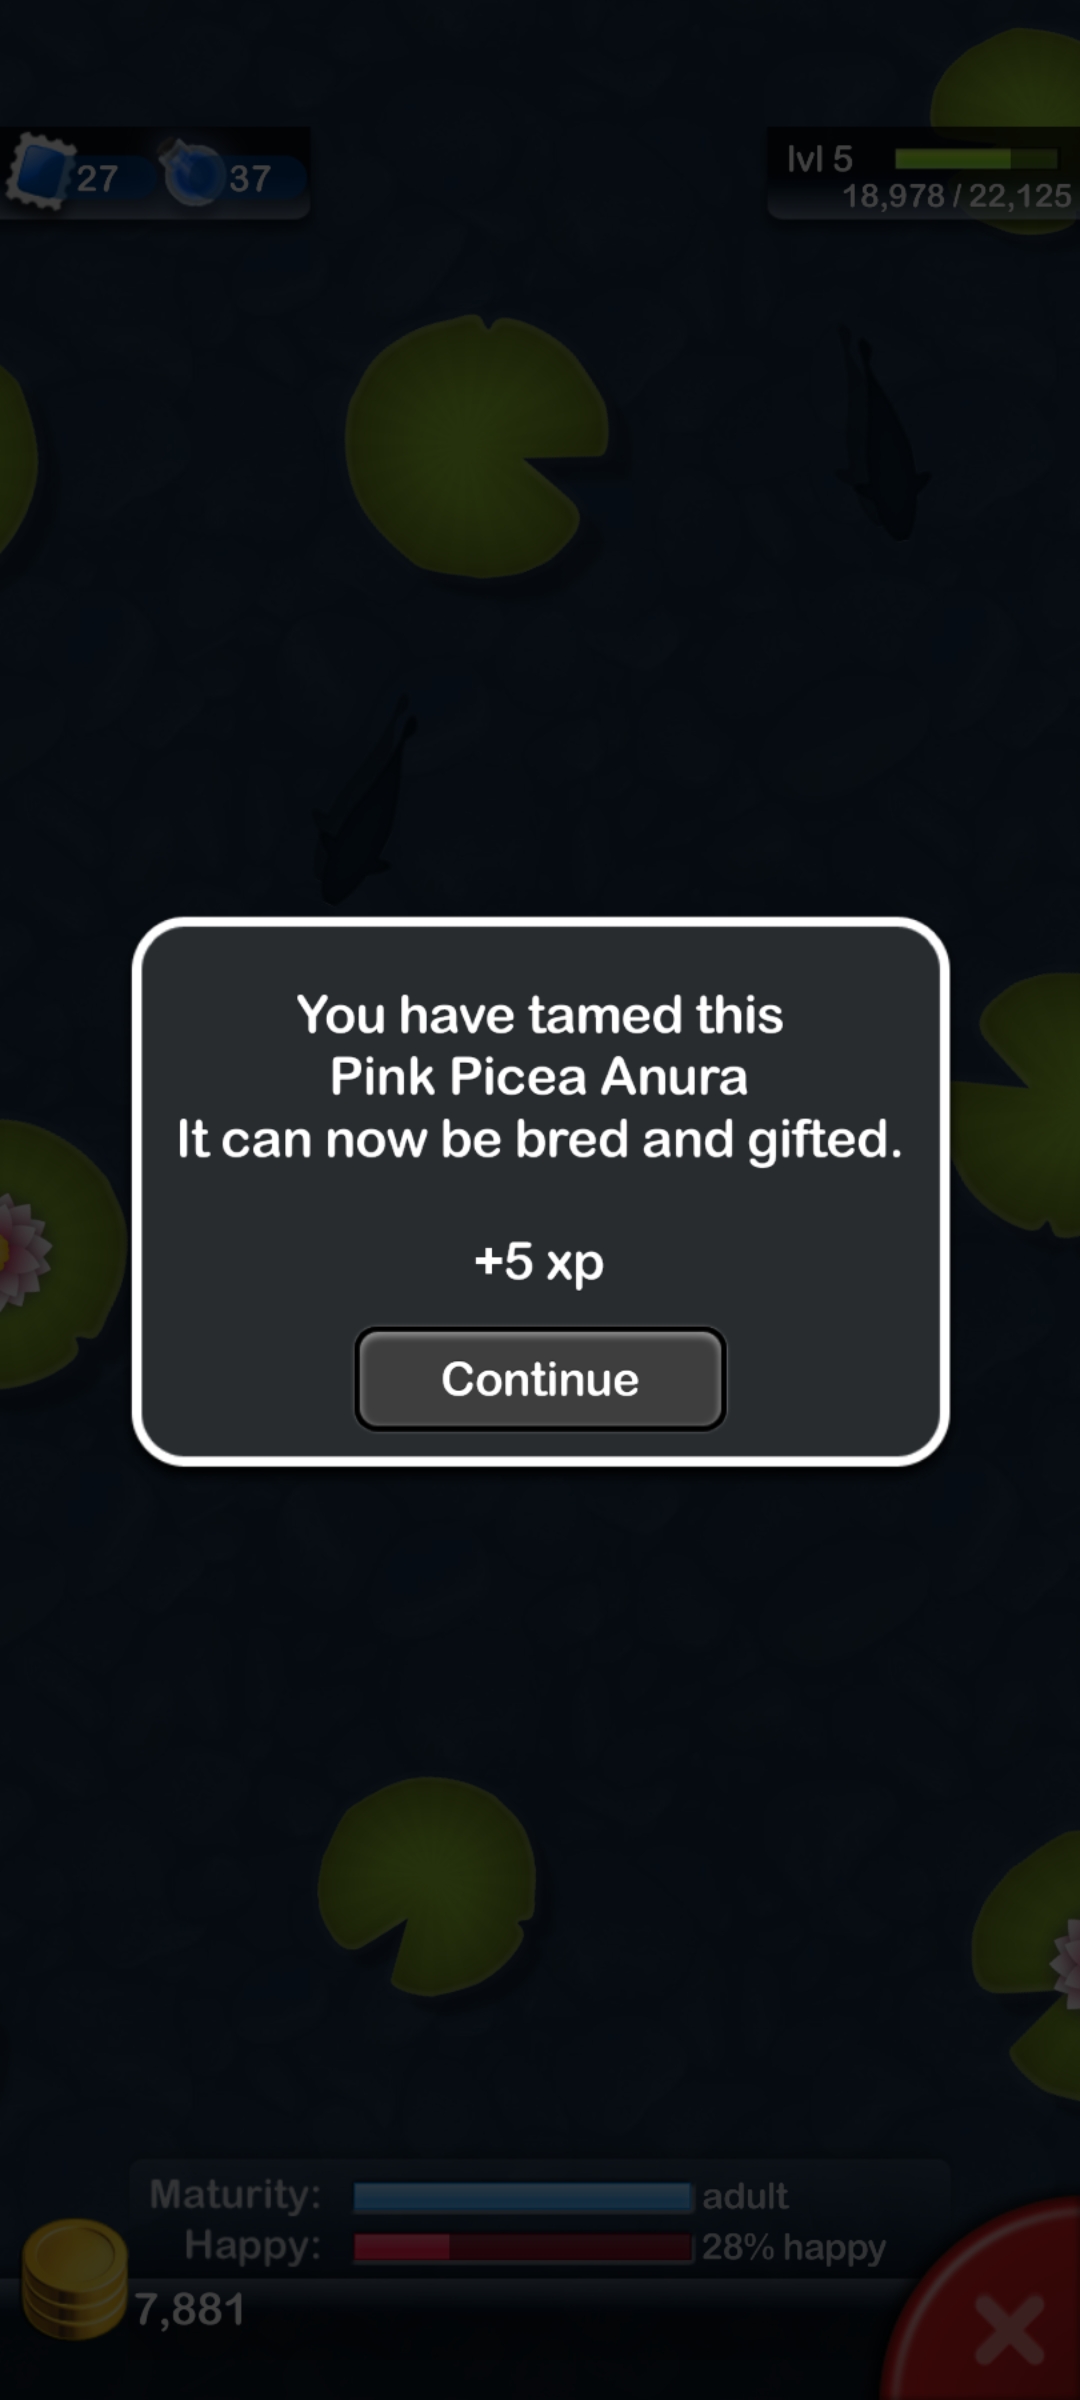 27
37
lvl 5
18,978 / 22,125
You have tamed this
Pink Picea Anura
It can now be bred and gifted.
+5 xp
Continue
Maturity: adult
Happy: 28% happy
7,881